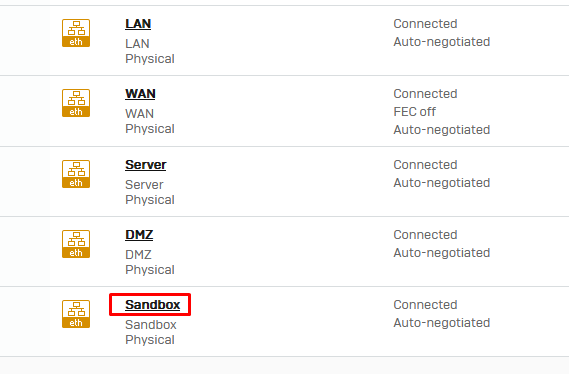 LAN
Connected
eth
LAN
Auto-negotiated
Physical
WAN
Connected
eth
WAN
FEC off
Physical
Auto-negotiated
Server
Connected
eth
Server
Auto-negotiated
Physical
DMZ
Connected
eth
DMZ
Auto-negotiated
Physical
Sandbox
Connected
eth
Sandbox
Auto-negotiated
Physical